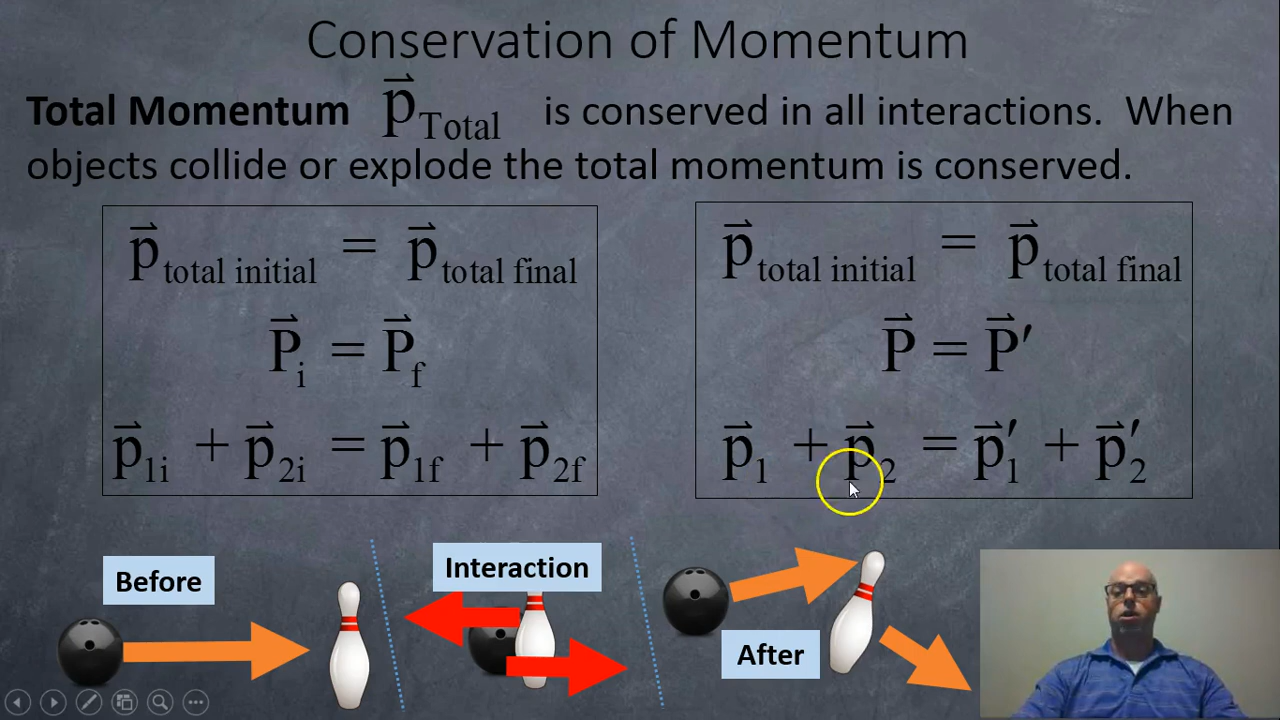 Conservation of Momentum
Total Momentum p⃗ Total is conserved in all interactions. When
objects collide or explode the total momentum is conserved.
p⃗ total initial = p⃗ total final
P⃗ i = P⃗ f
p⃗ 1i + p⃗ 2i = p⃗ 1f + p⃗ 2f
p⃗ total initial = p⃗ total final
P⃗ = P⃗′
p⃗ 1 + p⃗ 2 = p⃗′ 1 + p⃗′ 2
Before
Interaction
After